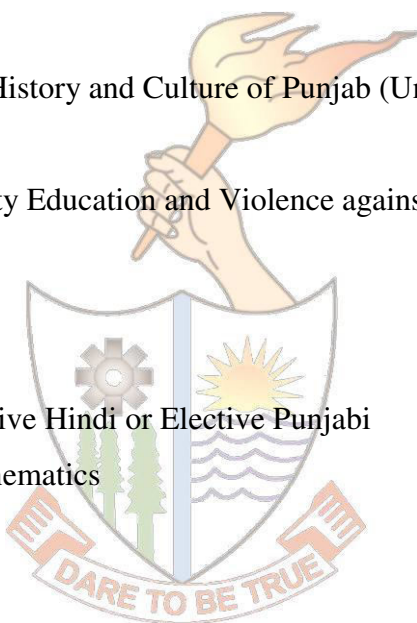 History and Culture of Punjab (Un
ty Education and Violence agains
ive Hindi or Elective Punjabi
hematics
DARE TO BE TRUE